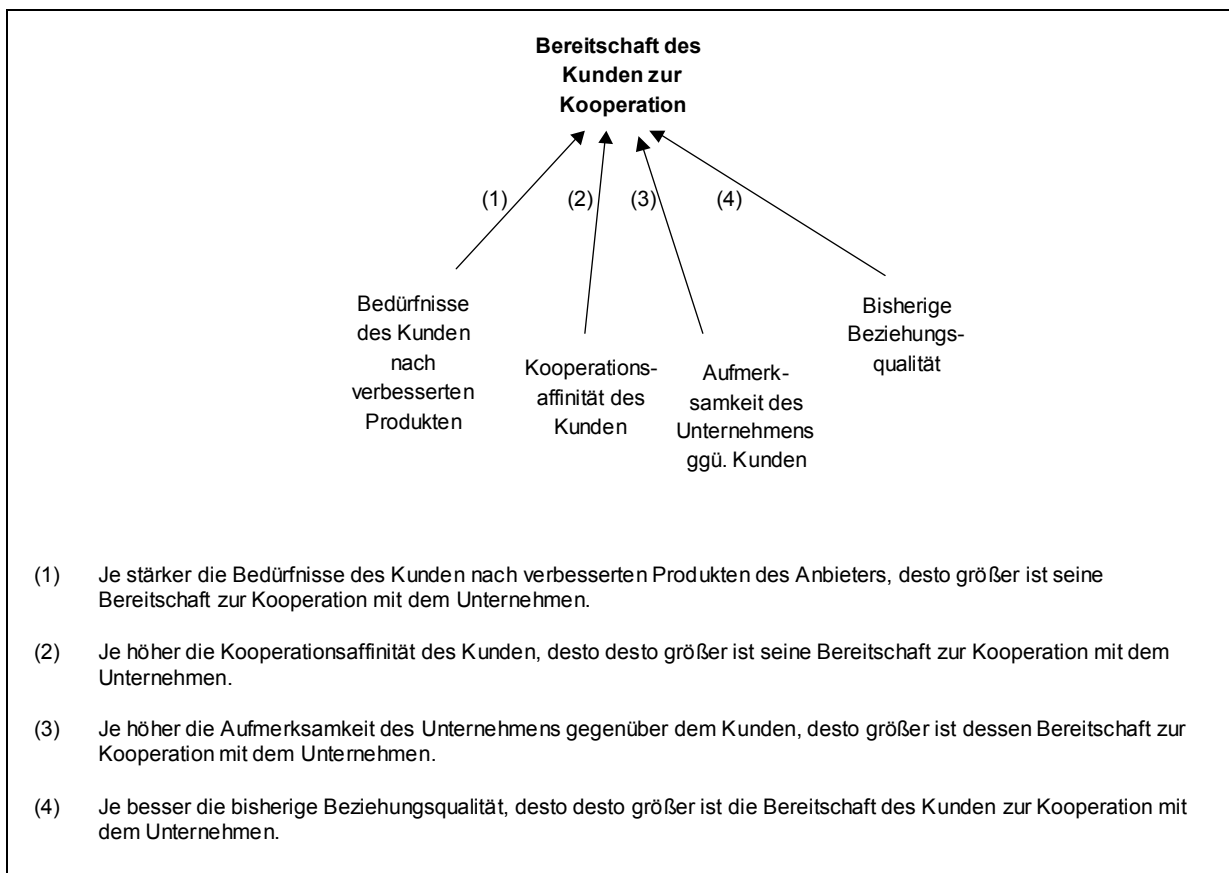 Bereitschaft des
Kunden zur
Kooperation
(1)
(2)
(3)
(4)
Bedürfnisse
des Kunden
nach
verbesserten
Produkten
Kooperations-
affinität des
Kunden
Aufmerk-
samkeit des
Unternehmens
ggü. Kunden
Bisherige
Beziehungs-
qualität
(1) Je stärker die Bedürfnisse des Kunden nach verbesserten Produkten des Anbieters, desto größer ist seine
Bereitschaft zur Kooperation mit dem Unternehmen.
(2) Je höher die Kooperationsaffinität des Kunden, desto desto größer ist seine Bereitschaft zur Kooperation mit dem
Unternehmen.
(3) Je höher die Aufmerksamkeit des Unternehmens gegenüber dem Kunden, desto größer ist dessen Bereitschaft zur
Kooperation mit dem Unternehmen.
(4) Je besser die bisherige Beziehungsqualität, desto desto größer ist die Bereitschaft des Kunden zur Kooperation mit
dem Unternehmen.